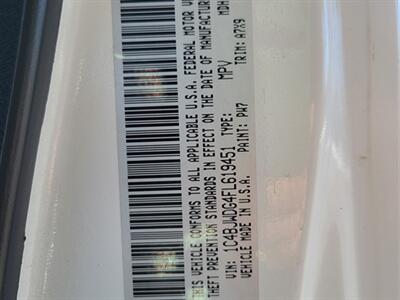 THIS VEHICLE CONFORMS TO ALL APPLICABLE U.S.A. FEDERAL MOTOR VE
THEFT PREVENTION STANDARDS IN EFFECT ON THE DATE OF MANUFACTURE
MDH
VIN: 1C4BJWDG4FL619451 TYPE: MPV
VEHICLE MADE IN U.S.A. PAINT: PW7 TRIM: A7X9